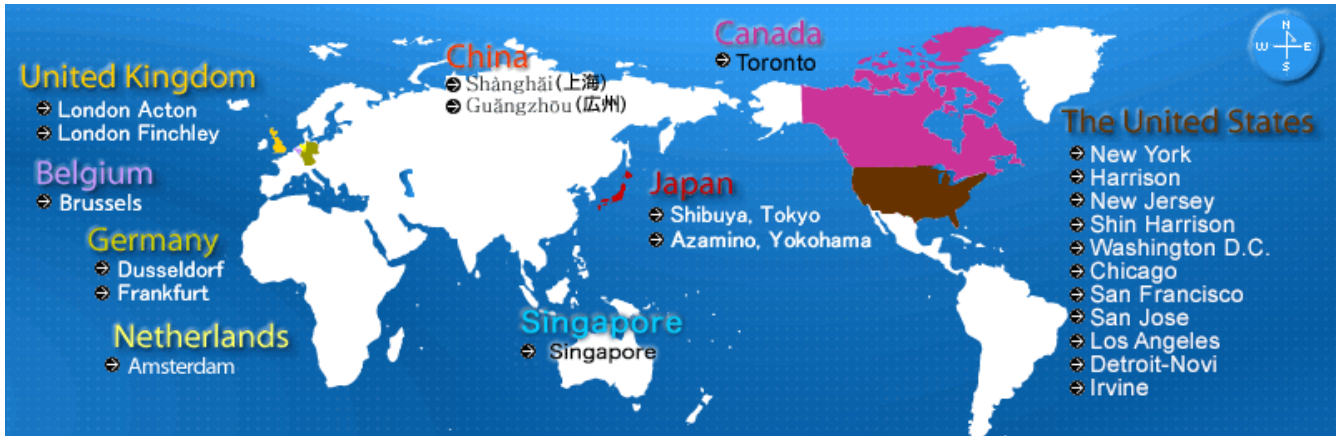 United Kingdom
London Acton
London Finchley
Belgium
Brussels
Germany
Dusseldorf
Frankfurt
Netherlands
Amsterdam
China
Shànghǎi (上海)
Guǎngzhōu (広州)
Japan
Shibuya, Tokyo
Azamino, Yokohama
Singapore
Singapore
Canada
Toronto
The United States
New York
Harrison
New Jersey
Shin Harrison
Washington D.C.
Chicago
San Francisco
San Jose
Los Angeles
Detroit-Novi
Irvine
N
W E
S